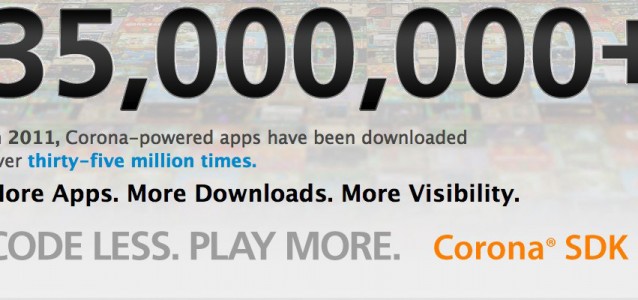 35,000,000+
n 2011, Corona-powered apps have been downloaded
ver thirty-five million times.
More Apps. More Downloads. More Visibility.
CODE LESS. PLAY MORE. Corona® SDK